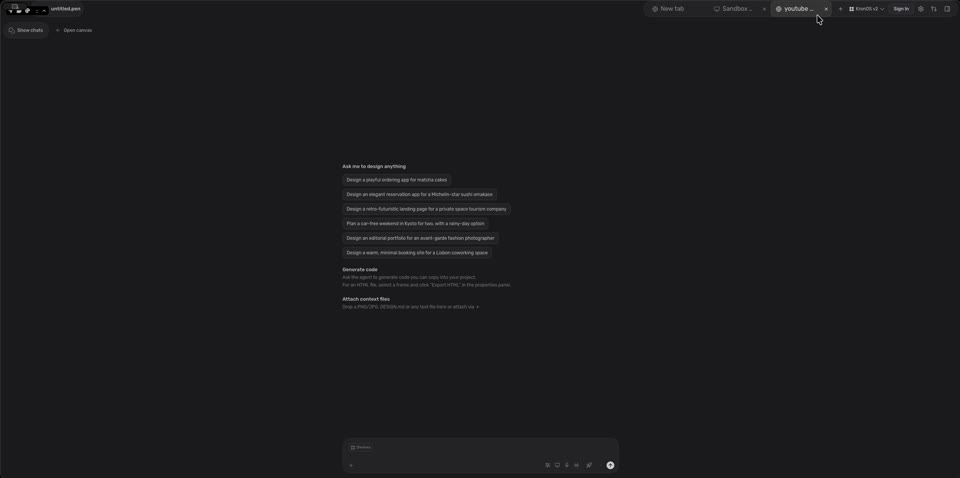 untitled.pen
New tab
Sandbox ...
youtube ...
KronOS v2
Sign In
Show chats
Open canvas
Ask me to design anything
Design a playful ordering app for matcha cakes
Design an elegant reservation app for a Michelin-star sushi omakase
Design a retro-futuristic landing page for a private space tourism company
Plan a car-free weekend in Kyoto for two, with a rainy-day option
Design an editorial portfolio for an avant-garde fashion photographer
Design a warm, minimal booking site for a Lisbon coworking space
Generate code
Ask the agent to generate code you can copy into your project.
For an HTML file, select a frame and click "Export HTML" in the properties panel.
Attach context files
Drop a PNG/JPG, DESIGN.md or any text file here or attach via +